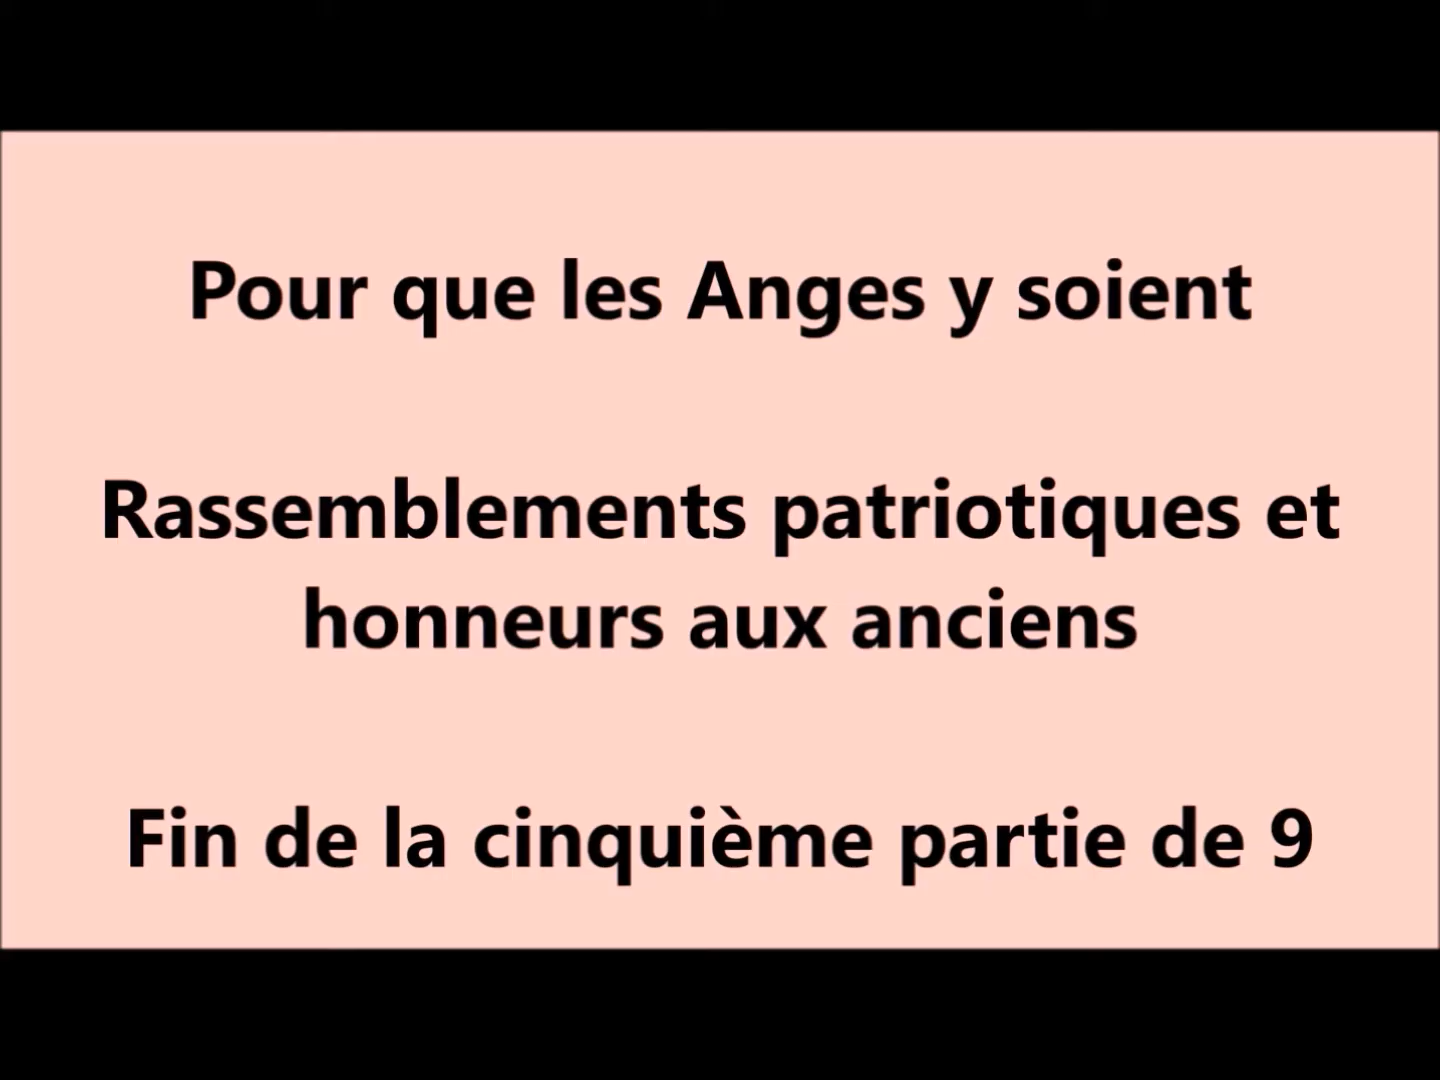 Pour que les Anges y soient
Rassemblements patriotiques et
honneurs aux anciens
Fin de la cinquième partie de 9